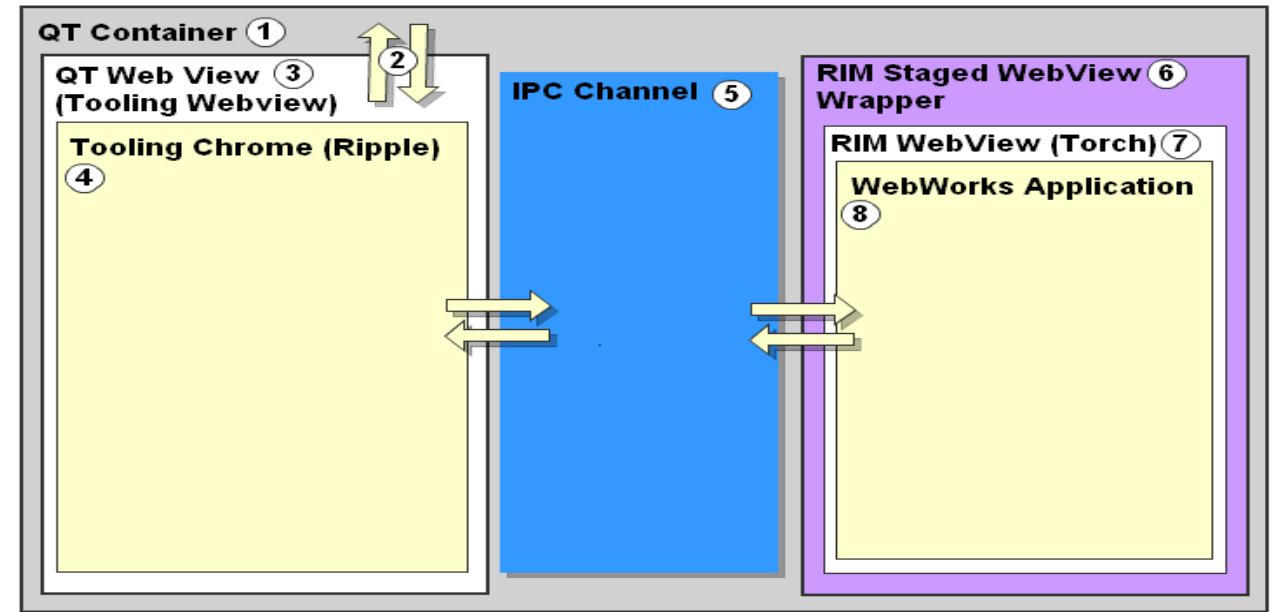 QT Container 1
2
QT Web View 3
(Tooling Webview)
Tooling Chrome (Ripple)
4
IPC Channel 5
RIM Staged WebView 6
Wrapper
RIM WebView (Torch) 7
WebWorks Application
8